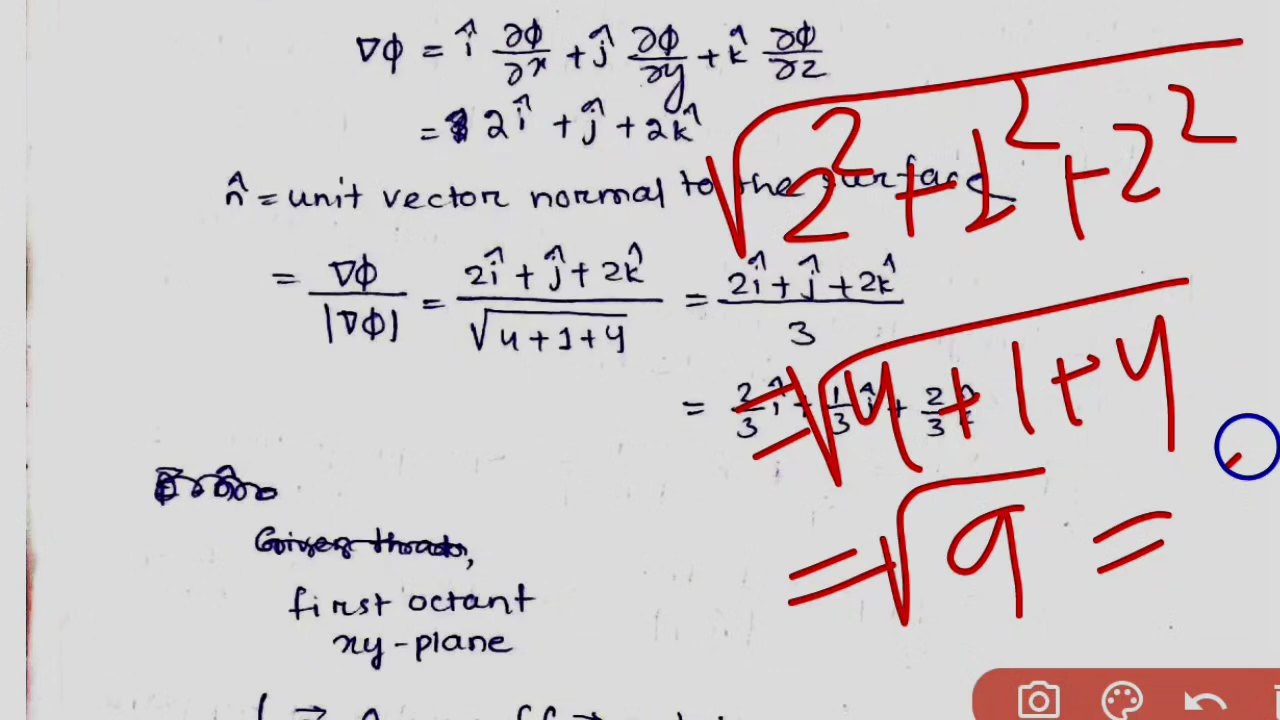 ∇ϕ = î ∂ϕ/∂x + ĵ ∂ϕ/∂y + k̂ ∂ϕ/∂z
= 2î + ĵ + 2k̂
√2²+1²+2²
n̂ = unit vector normal to the surface
= ∇ϕ/|∇ϕ| = 2î + ĵ + 2k̂/√4+1+4 = 2î + ĵ + 2k̂/3
= 2/3 î + 1/3 ĵ + 2/3 k̂
= √4+1+4
= √9 =
first octant
xy-plane